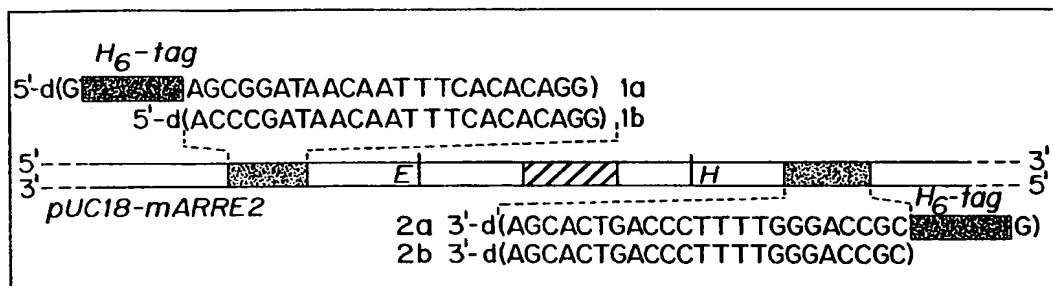 H6-tag
5'-d(G AGCGGATAACAATTTCACACAGG) 1a
5'-d(ACCCGATAACAATTTCACACAGG) 1b
5' E H 3'
3' 5'
pUC18-mARRE2 H6-tag
2a 3'-d(AGCACTGACCCTTTTGGGACCGC G)
2b 3'-d(AGCACTGACCCTTTTGGGACCGC)